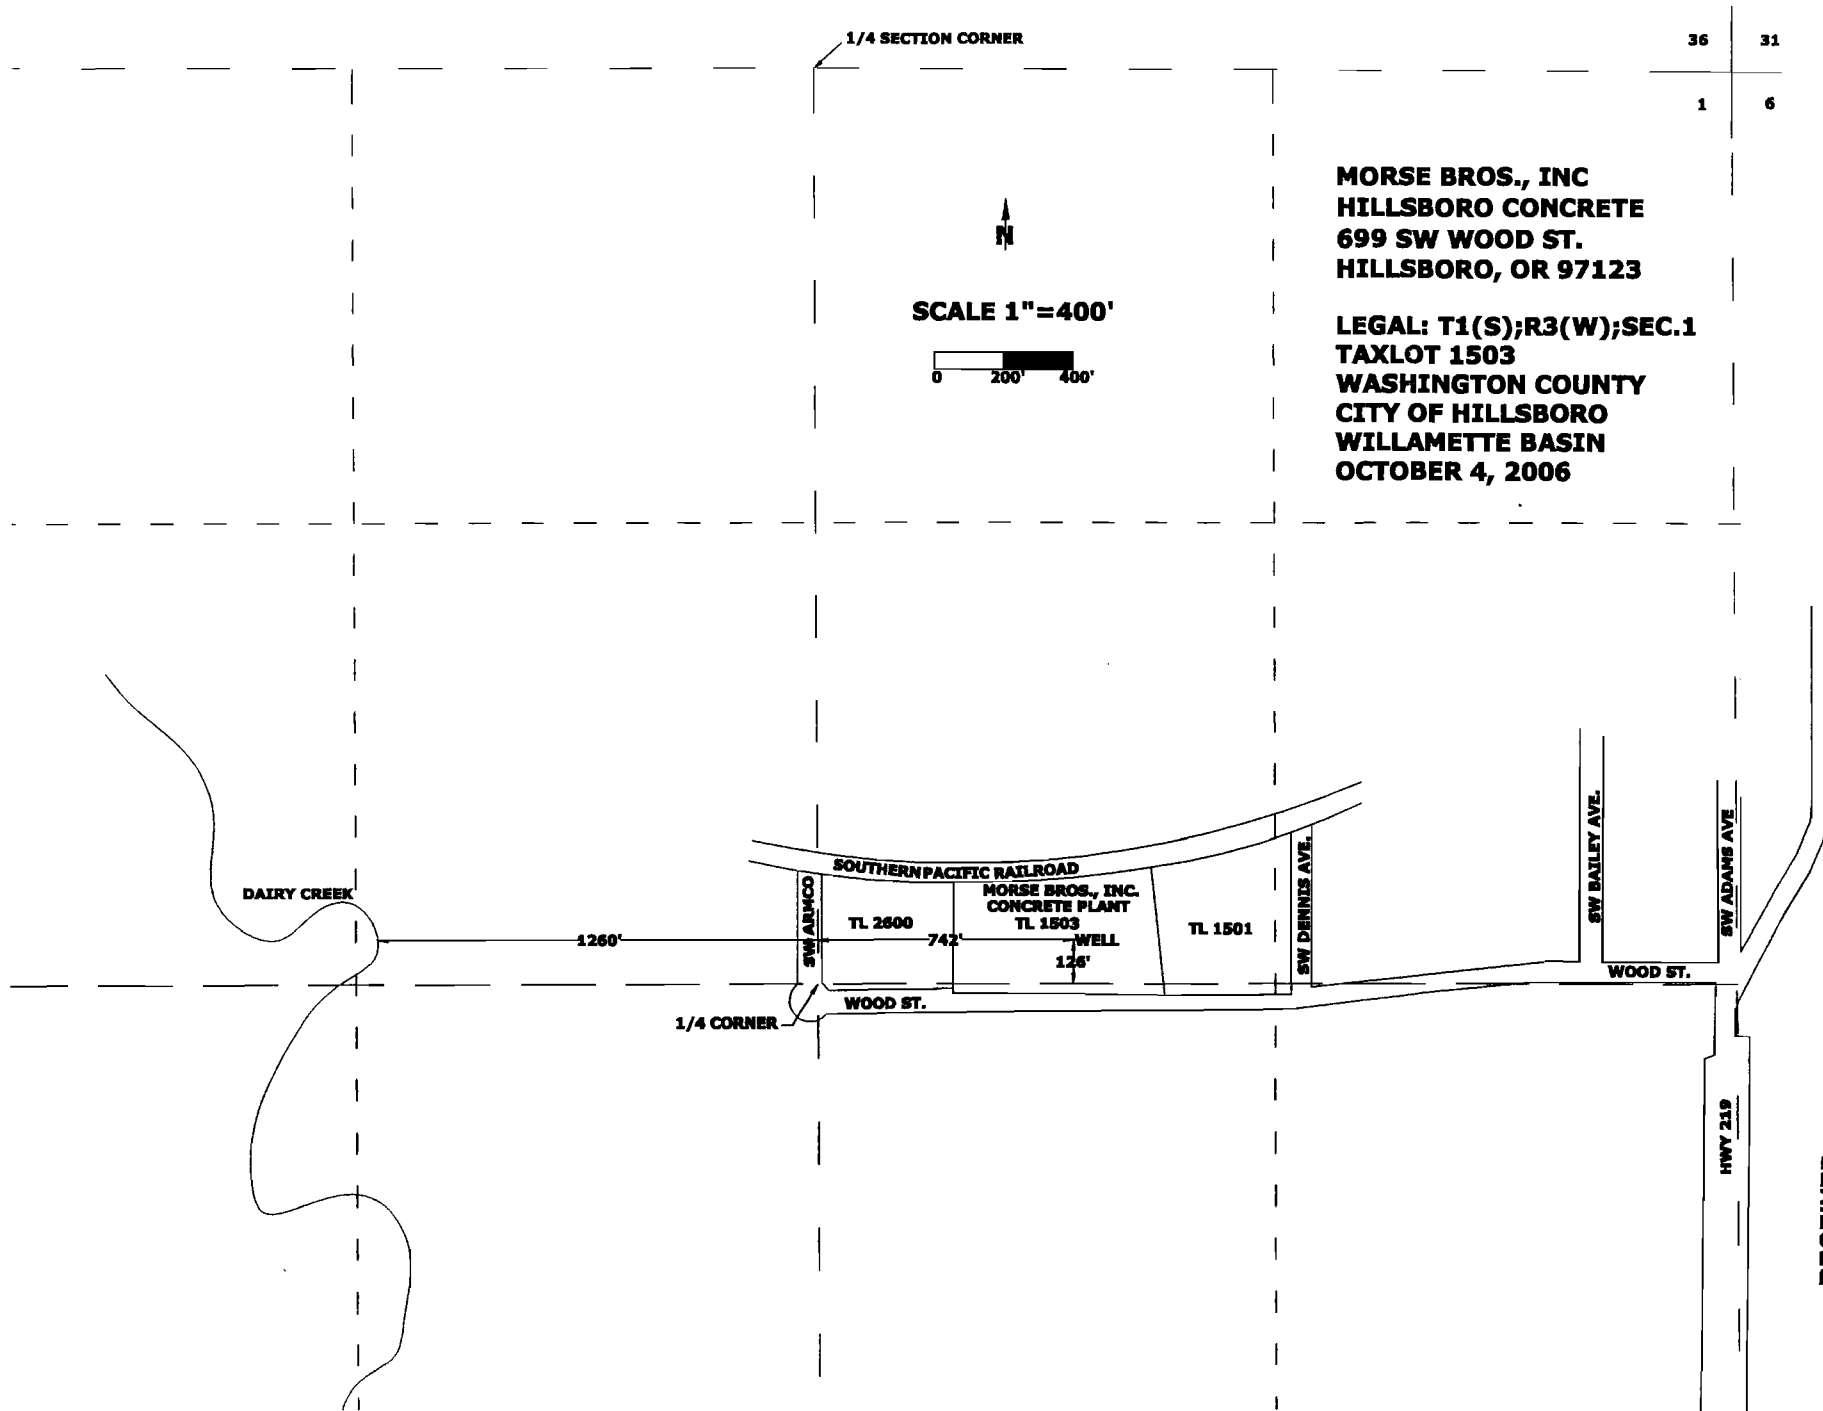 1/4 SECTION CORNER
36 31
1 6
MORSE BROS., INC
HILLSBORO CONCRETE
699 SW WOOD ST.
HILLSBORO, OR 97123
N
SCALE 1"=400'
0 200' 400'
LEGAL: T1(S);R3(W);SEC.1
TAXLOT 1503
WASHINGTON COUNTY
CITY OF HILLSBORO
WILLAMETTE BASIN
OCTOBER 4, 2006
SW BAILEY AVE.
SW ADAMS AVE
SOUTHERN PACIFIC RAILROAD
DAIRY CREEK
SW ARMCO
MORSE BROS., INC.
CONCRETE PLANT
TL 2600
TL 1503
TL 1501
SW DENNIS AVE.
1260'
742'
WELL
126'
WOOD ST.
WOOD ST.
1/4 CORNER
HWY 219